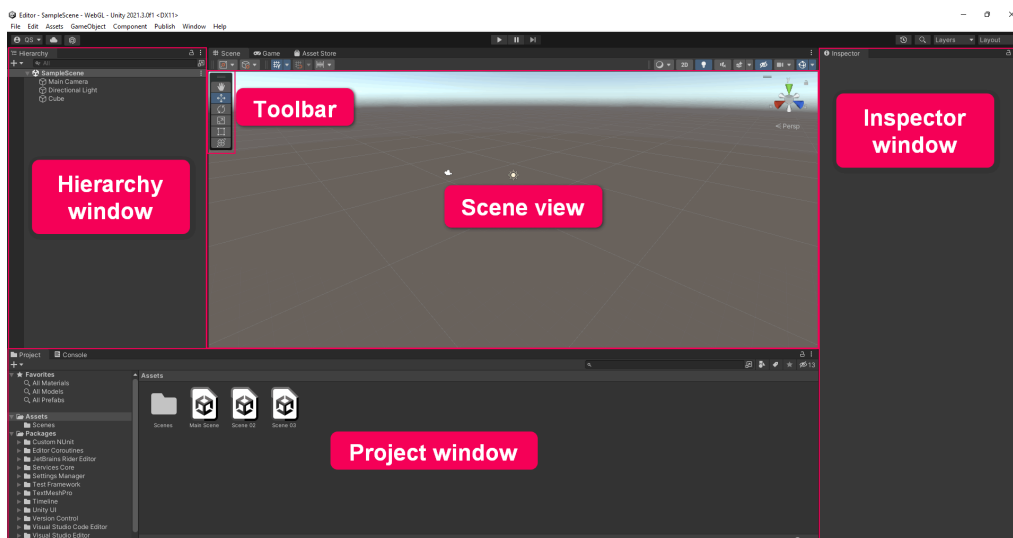 Editor - SampleScene - WebGL - Unity 2021.3.0f1 <DX11>
File Edit Assets GameObject Component Publish Window Help
QS
Hierarchy
All
SampleScene
Main Camera
Directional Light
Cube
Hierarchy
window
Scene Game Asset Store
2D
Toolbar
Persp
Scene view
Layers Layout
Inspector
Inspector
window
Project Console
13
Favorites
All Materials
All Models
All Prefabs
Assets
Scenes
Packages
Custom NUnit
Editor Coroutines
JetBrains Rider Editor
Services Core
Settings Manager
Test Framework
TextMeshPro
Timeline
Unity UI
Version Control
Visual Studio Code Editor
Visual Studio Editor
Assets
Scenes Main Scene Scene 02 Scene 03
Project window